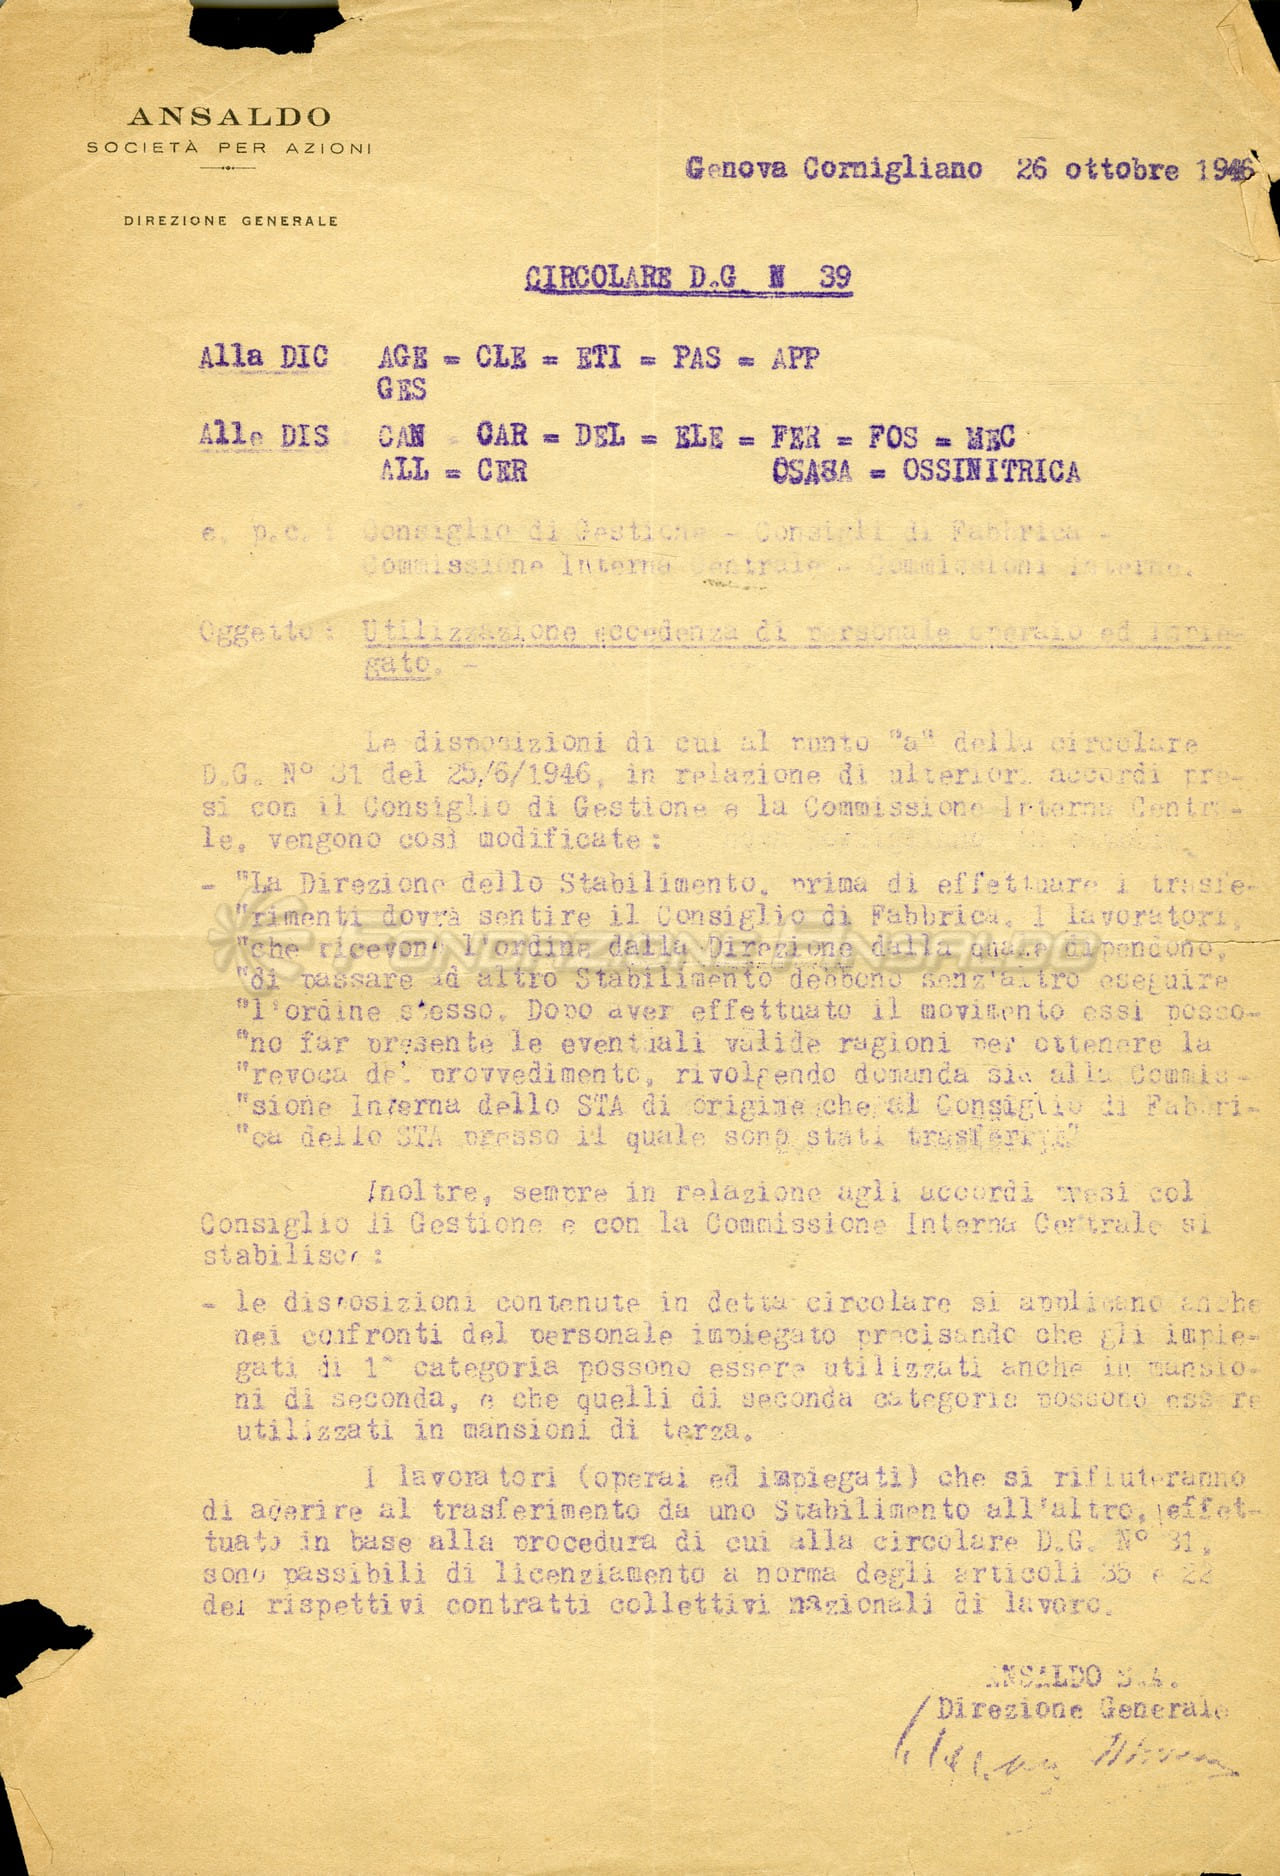 ANSALDO
SOCIETÀ PER AZIONI
DIREZIONE GENERALE
Genova Cornigliano 26 ottobre 1946
CIRCOLARE D.G. N 39
Alla DIC AGE = CLE = ETI = PAS = APP
GES
Alle DIS CAN - CAR = DEL = ELE = FER = FOS = MEC
ALL = CER OSASA = OSSINITRICA
e. p.c. : Consiglio di Gestione - Consigli di Fabbrica -
Commissione Interna Centrale - Commissioni Interne.
Oggetto: Utilizzazione eccedenza di personale operaio ed impie-
gato. -
Le disposizioni di cui al punto "a" della circolare
D.G. N° 31 del 25/6/1946, in relazione di ulteriori accordi pre-
si con il Consiglio di Gestione e la Commissione Interna Centra-
le, vengono così modificate:
- "La Direzione dello Stabilimento, prima di effettuare i trasfe-
"rimenti dovrà sentire il Consiglio di Fabbrica. I lavoratori,
"che ricevono l'ordine dalla Direzione dalla quale dipendono,
"di passare ad altro Stabilimento debbono senz'altro eseguire
"l'ordine stesso. Dopo aver effettuato il movimento essi posso-
"no far presente le eventuali valide ragioni per ottenere la
"revoca del provvedimento, rivolgendo domanda sia alla Commis-
"sione Interna dello STA di origine che al Consiglio di Fabbri-
"ca dello STA presso il quale sono stati trasferiti"
Inoltre, sempre in relazione agli accordi presi col
Consiglio di Gestione e con la Commissione Interna Centrale si
stabilisce:
- le disposizioni contenute in detta circolare si applicano anche
nei confronti del personale impiegato precisando che gli impie-
gati di 1^ categoria possono essere utilizzati anche in mansio-
ni di seconda, e che quelli di seconda categoria possono essere
utilizzati in mansioni di terza.
I lavoratori (operai ed impiegati) che si rifiuteranno
di aderire al trasferimento da uno Stabilimento all'altro, effet-
tuato in base alla procedura di cui alla circolare D.G. N° 31,
sono passibili di licenziamento a norma degli articoli 35 e 22
dei rispettivi contratti collettivi nazionali di lavoro.
ANSALDO S.A.
Direzione Generale
FONDAZIONE ANSALDO